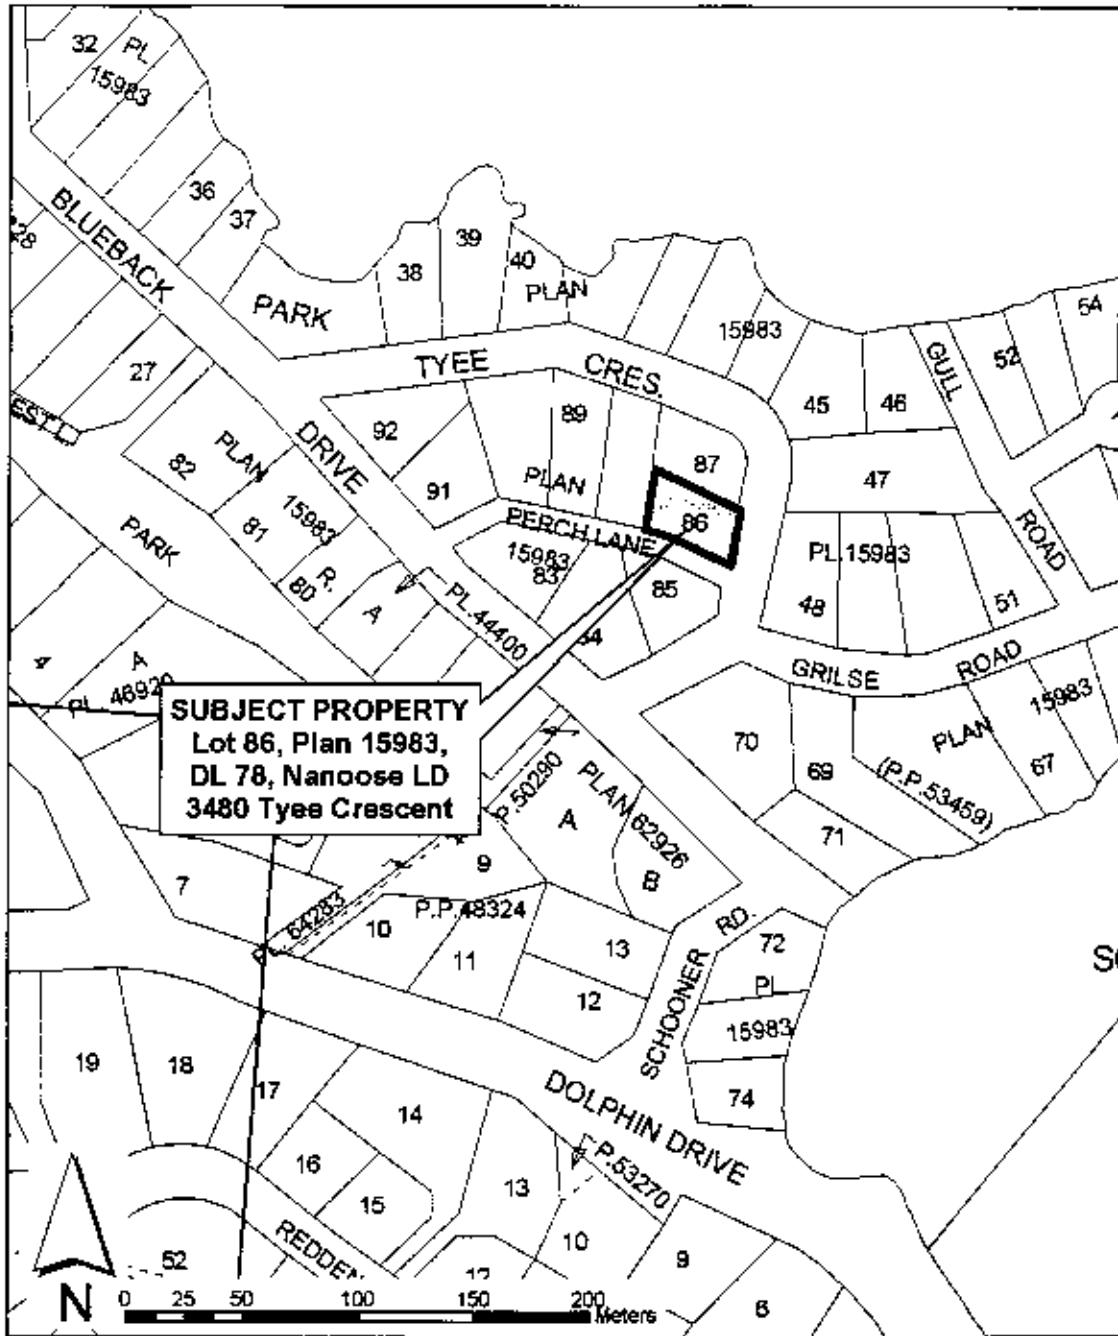 32
PL
15983
36
37
28
BLUEBACK
DRIVE
PARK
38
39
40
PLAN
15983
TYEE
CRES.
45
46
GULL
ROAD
52
54
47
27
92
91
89
PLAN
87
86
PERCH LANE
15983
83
84
85
82
PLAN
15983
81
80
R.
A
PARK
PL.44400
PL.15983
48
51
GRILSE
ROAD
4
A
PL. 46920
SUBJECT PROPERTY
Lot 86, Plan 15983,
DL 78, Nanoose LD
3480 Tyee Crescent
70
69
71
PLAN
15983
67
(P.P.53459)
P.50290
A
PLAN 62926
B
7
9
64283
10
P.P.48324
11
13
12
SCHOONER
RD.
72
PL
15983
74
DOLPHIN DRIVE
19
18
17
14
16
15
13
P.53270
10
9
REDDEN
52
N
0 25 50 100 150 200
Meters